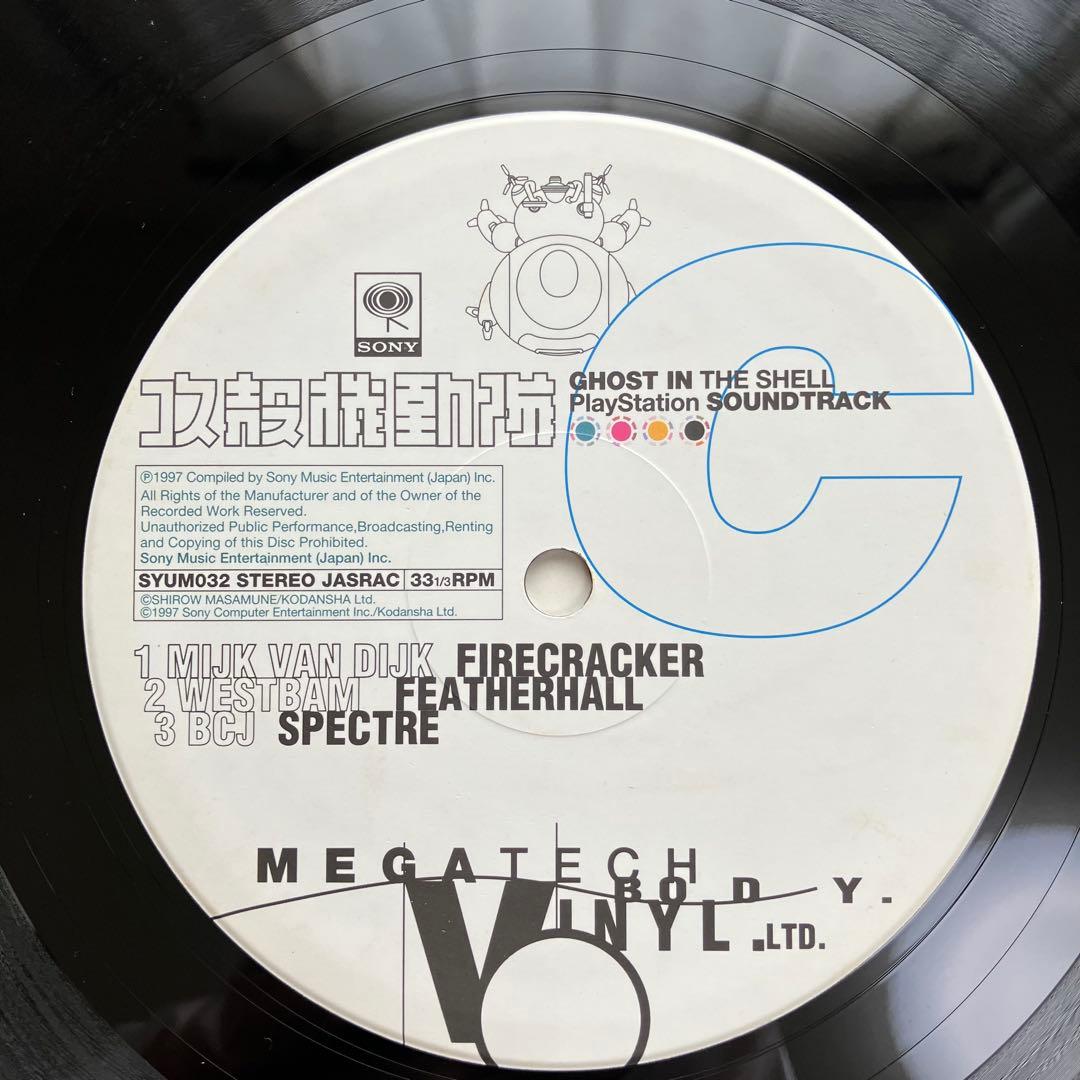 SONY
攻殻機動隊
GHOST IN THE SHELL
PlayStation SOUNDTRACK
C
Ⓟ1997 Compiled by Sony Music Entertainment (Japan) Inc.
All Rights of the Manufacturer and of the Owner of the
Recorded Work Reserved.
Unauthorized Public Performance,Broadcasting,Renting
and Copying of this Disc Prohibited.
Sony Music Entertainment (Japan) Inc.
SYUM032 STEREO JASRAC 33 1/3 RPM
©SHIROW MASAMUNE/KODANSHA Ltd.
©1997 Sony Computer Entertainment Inc./Kodansha Ltd.
1 MIJK VAN DIJK FIRECRACKER
2 WESTBAM FEATHERHALL
3 BCJ SPECTRE
MEGATECH
BODY.
VINYL.LTD.